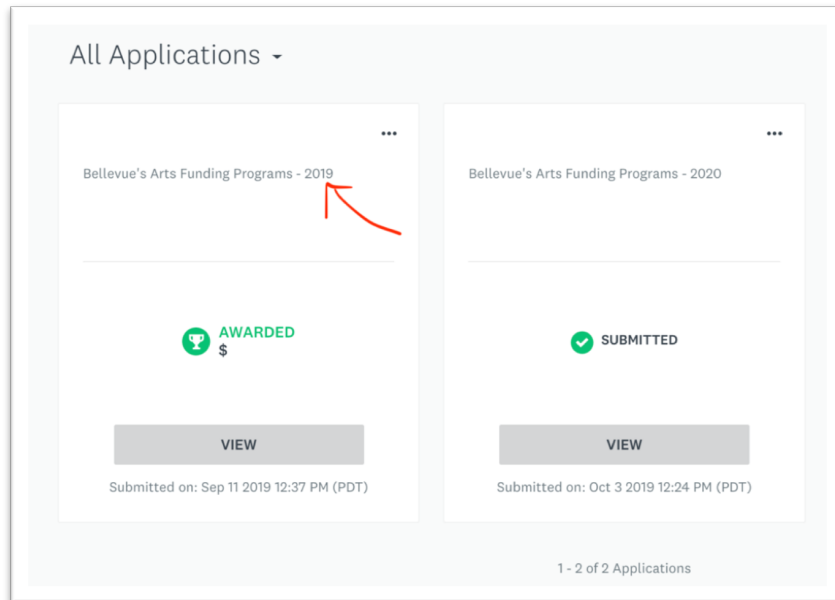 All Applications
Bellevue's Arts Funding Programs - 2019
AWARDED
$
VIEW
Submitted on: Sep 11 2019 12:37 PM (PDT)
Bellevue's Arts Funding Programs - 2020
SUBMITTED
VIEW
Submitted on: Oct 3 2019 12:24 PM (PDT)
1 - 2 of 2 Applications